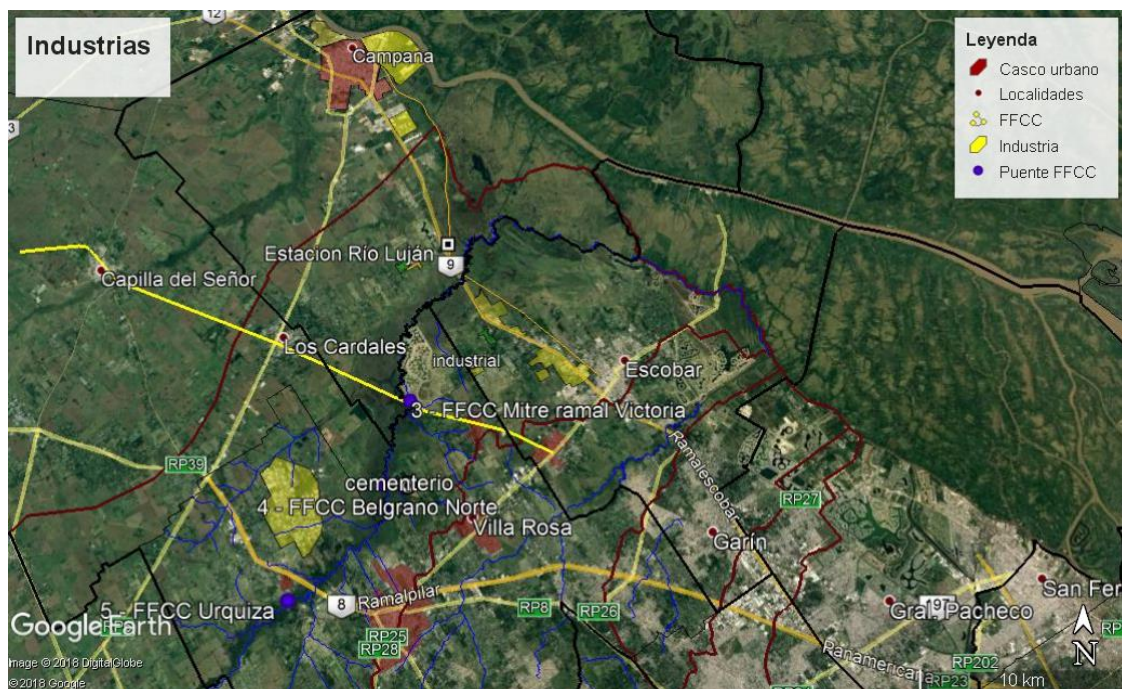 Industrias
12
Campana
Leyenda
Casco urbano
Localidades
FFCC
Industria
Puente FFCC
3
Estacion Río Luján
9
Capilla del Señor
Los Cardales
industrial
Escobar
3 - FFCC Mitre ramal Victoria
RP39
Ramalescobar
cementerio
4 - FFCC Belgrano Norte
RP27
Villa Rosa
Garín
San Fer
5 - FFCC Urquiza
8
Ramalpilar
RP8
RP26
Gral. Pacheco
197
Google Earth
RP25
RP28
Panamericana
RP202
RP23
N
10 km
Image © 2018 DigitalGlobe
© 2018 Google